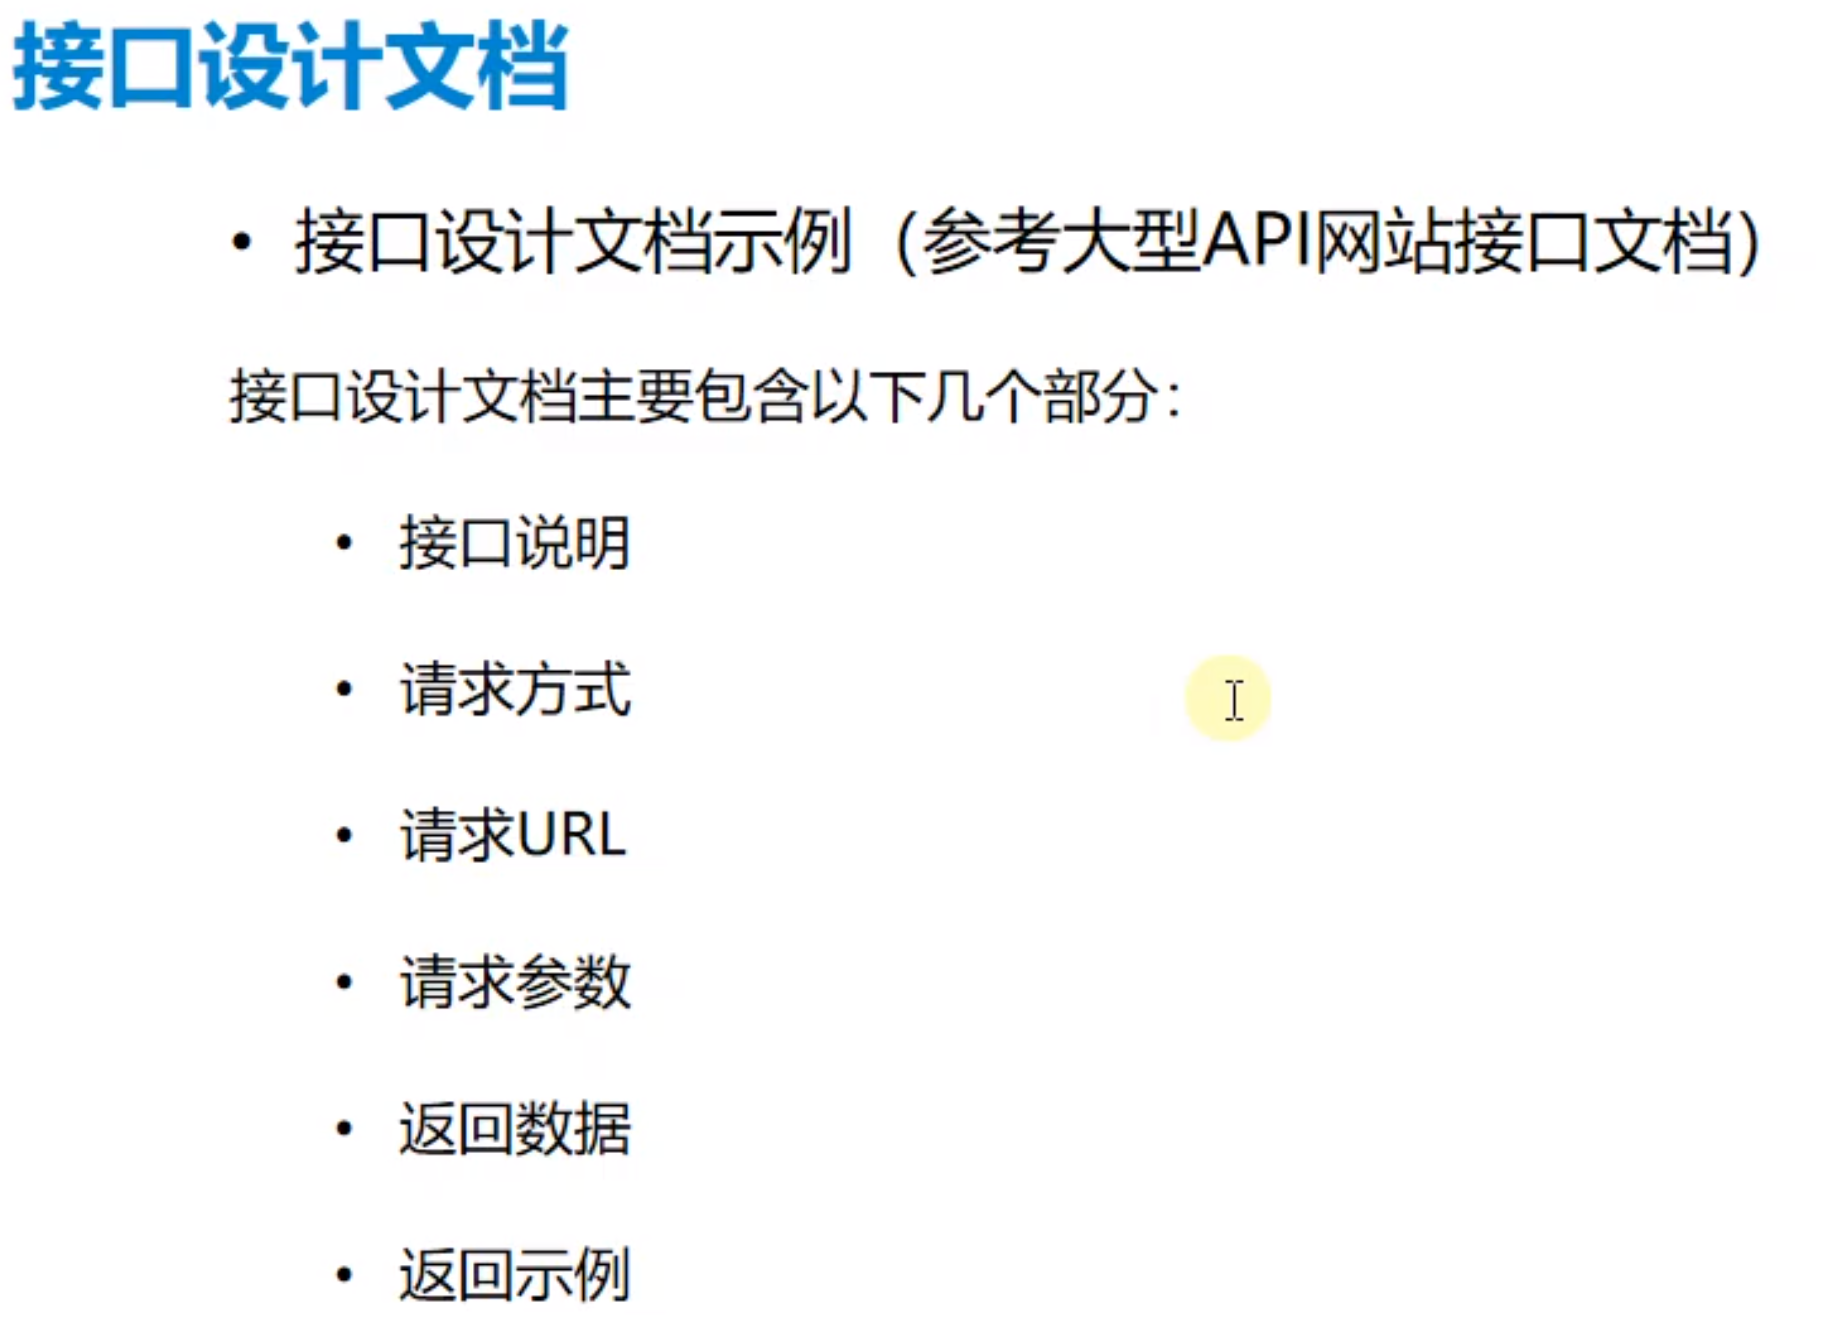 接口设计文档
• 接口设计文档示例（参考大型API网站接口文档）
接口设计文档主要包含以下几个部分：
• 接口说明
• 请求方式
• 请求URL
• 请求参数
• 返回数据
• 返回示例